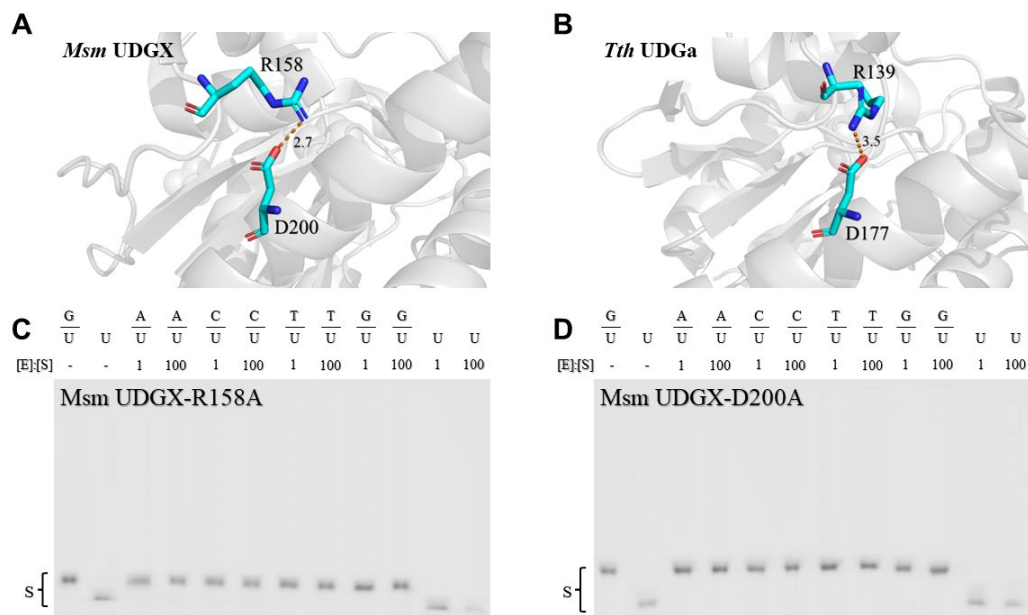 A
Msm UDGX
R158
2.7
D200
B
Tth UDGa
R139
3.5
D177
C
G A A C C T T G G
U U U U U U U U U U U U
[E]:[S] - - 1 100 1 100 1 100 1 100 1 100
Msm UDGX-R158A
S
D
G A A C C T T G G
U U U U U U U U U U U U
[E]:[S] - - 1 100 1 100 1 100 1 100 1 100
Msm UDGX-D200A
S